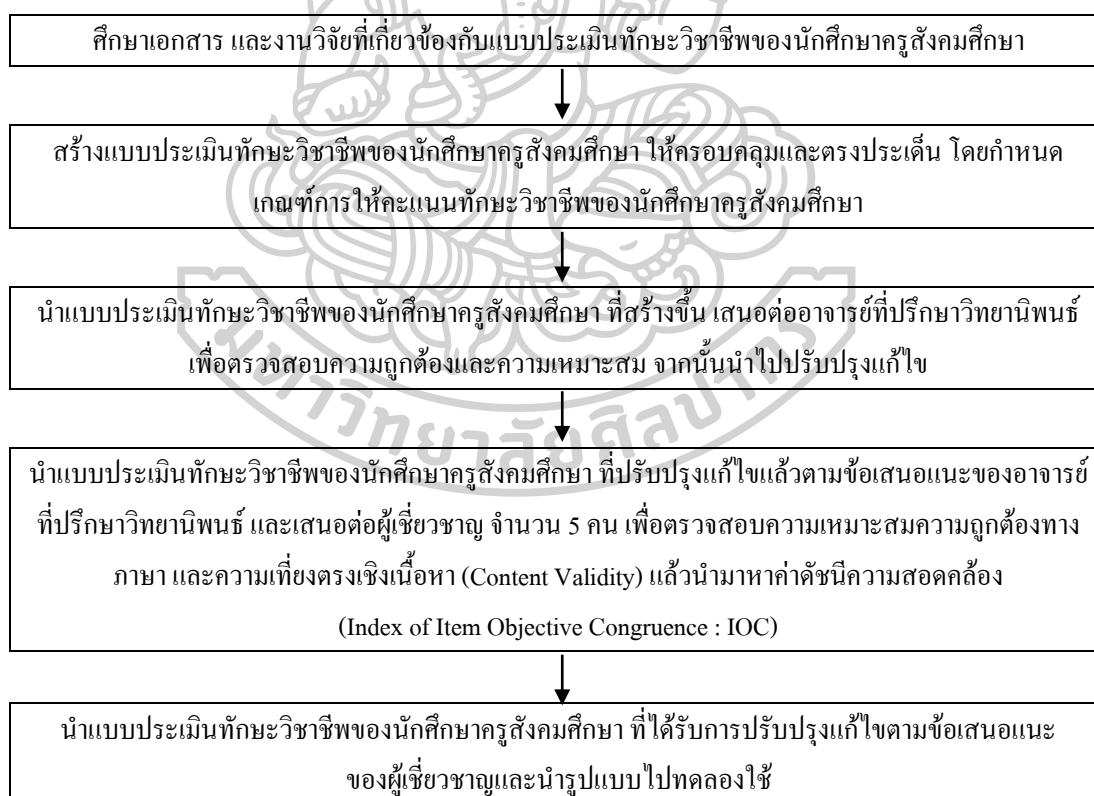 ศึกษาเอกสาร และงานวิจัยที่เกี่ยวข้องกับแบบประเมินทักษะวิชาชีพของนักศึกษาครูสังคมศึกษา
สร้างแบบประเมินทักษะวิชาชีพของนักศึกษาครูสังคมศึกษา ให้ครอบคลุมและตรงประเด็น โดยกำหนด
เกณฑ์การให้คะแนนทักษะวิชาชีพของนักศึกษาครูสังคมศึกษา
นำแบบประเมินทักษะวิชาชีพของนักศึกษาครูสังคมศึกษา ที่สร้างขึ้น เสนอต่ออาจารย์ที่ปรึกษาวิทยานิพนธ์
เพื่อตรวจสอบความถูกต้องและความเหมาะสม จากนั้นนำไปปรับปรุงแก้ไข
มหาวิทยาลัยศิลปากร
นำแบบประเมินทักษะวิชาชีพของนักศึกษาครูสังคมศึกษา ที่ปรับปรุงแก้ไขแล้วตามข้อเสนอแนะของอาจารย์
ที่ปรึกษาวิทยานิพนธ์ และเสนอต่อผู้เชี่ยวชาญ จำนวน 5 คน เพื่อตรวจสอบความเหมาะสมความถูกต้องทาง
ภาษา และความเที่ยงตรงเชิงเนื้อหา (Content Validity) แล้วนำมาหาค่าดัชนีความสอดคล้อง
(Index of Item Objective Congruence : IOC)
นำแบบประเมินทักษะวิชาชีพของนักศึกษาครูสังคมศึกษา ที่ได้รับการปรับปรุงแก้ไขตามข้อเสนอแนะ
ของผู้เชี่ยวชาญและนำรูปแบบไปทดลองใช้